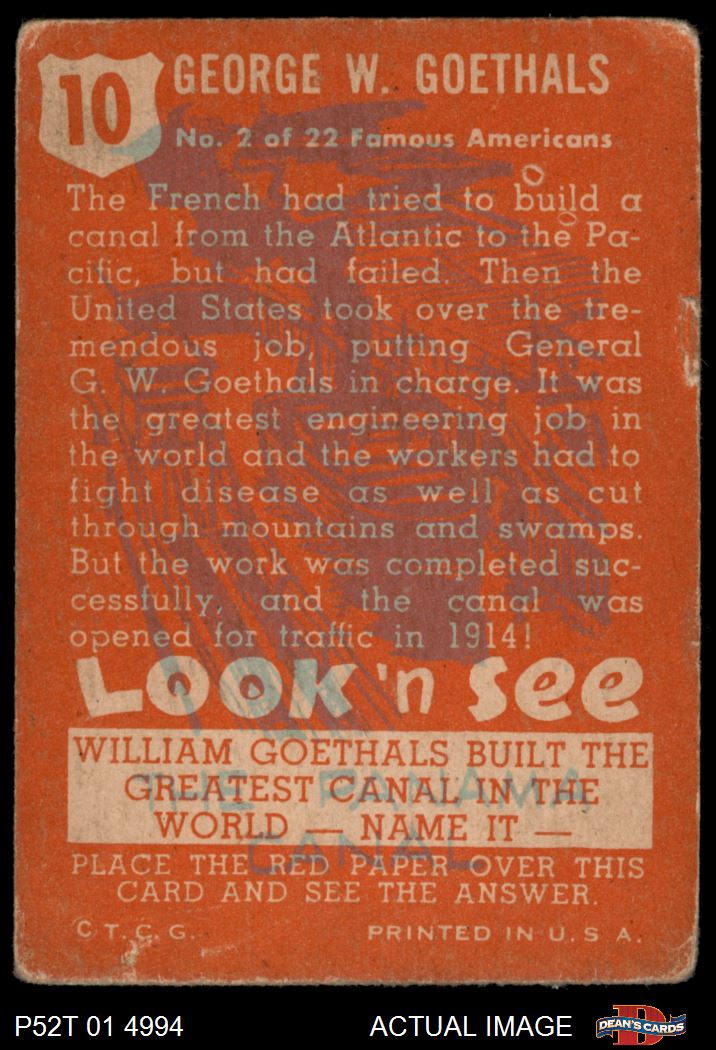 10
GEORGE W. GOETHALS
No. 2 of 22 Famous Americans
The French had tried to build a
canal from the Atlantic to the Pa-
cific, but had failed. Then the
United States took over the tre-
mendous job, putting General
G. W. Goethals in charge. It was
the greatest engineering job in
the world and the workers had to
fight disease as well as cut
through mountains and swamps.
But the work was completed suc-
cessfully, and the canal was
opened for traffic in 1914!
LOOK 'n SEE
WILLIAM GOETHALS BUILT THE
GREATEST CANAL IN THE
WORLD — NAME IT —
THE PANAMA
CANAL
PLACE THE RED PAPER OVER THIS
CARD AND SEE THE ANSWER.
© T. C. G.
PRINTED IN U. S A.
P52T 01 4994
ACTUAL IMAGE
DEAN'S CARDS